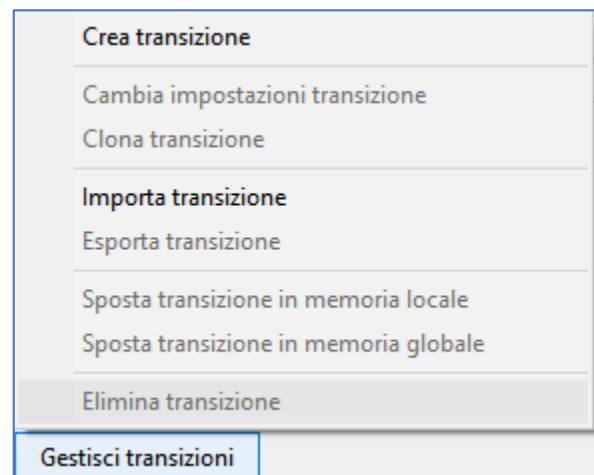 Crea transizione
Cambia impostazioni transizione
Clona transizione
Importa transizione
Esporta transizione
Sposta transizione in memoria locale
Sposta transizione in memoria globale
Elimina transizione
Gestisci transizioni